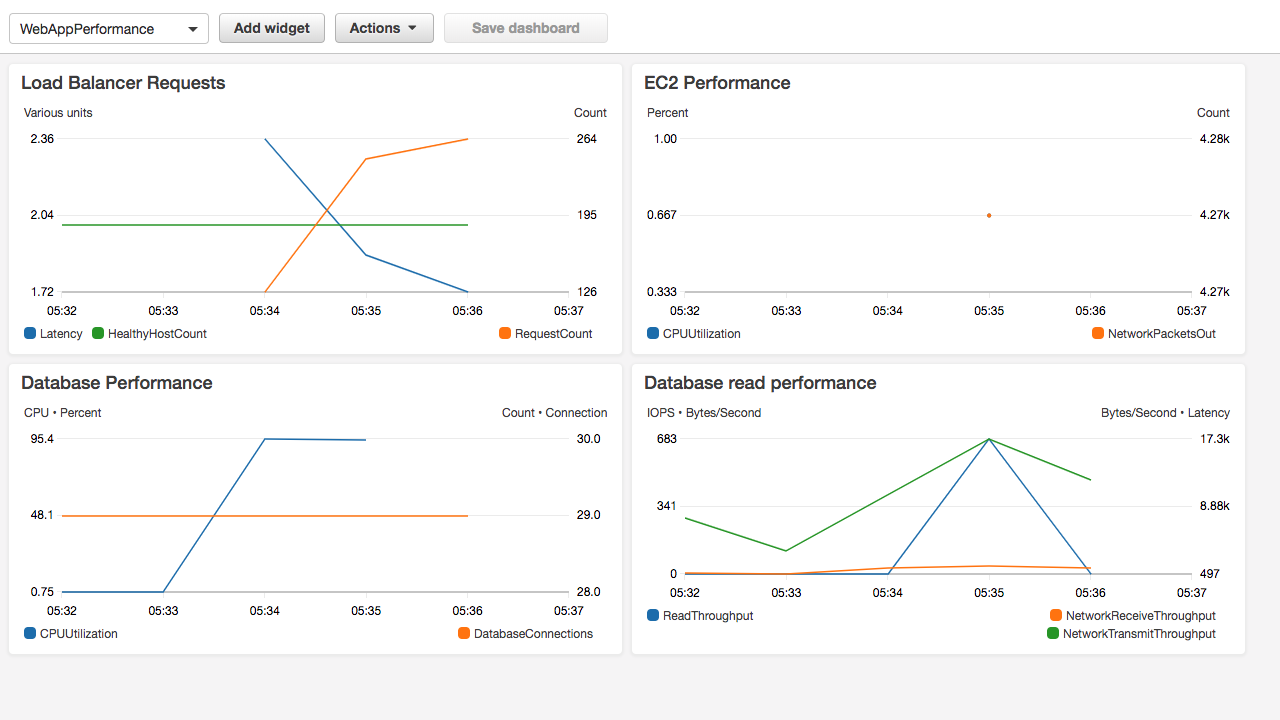 WebAppPerformance
Add widget
Actions
Save dashboard
Load Balancer Requests
Various units Count
2.36 264
2.04 195
1.72 126
05:32 05:33 05:34 05:35 05:36 05:37
Latency HealthyHostCount RequestCount
EC2 Performance
Percent Count
1.00 4.28k
0.667 4.27k
0.333 4.27k
05:32 05:33 05:34 05:35 05:36 05:37
CPUUtilization NetworkPacketsOut
Database Performance
CPU • Percent Count • Connection
95.4 30.0
48.1 29.0
0.75 28.0
05:32 05:33 05:34 05:35 05:36 05:37
CPUUtilization DatabaseConnections
Database read performance
IOPS • Bytes/Second Bytes/Second • Latency
683 17.3k
341 8.88k
0 497
05:32 05:33 05:34 05:35 05:36 05:37
ReadThroughput NetworkReceiveThroughput
NetworkTransmitThroughput